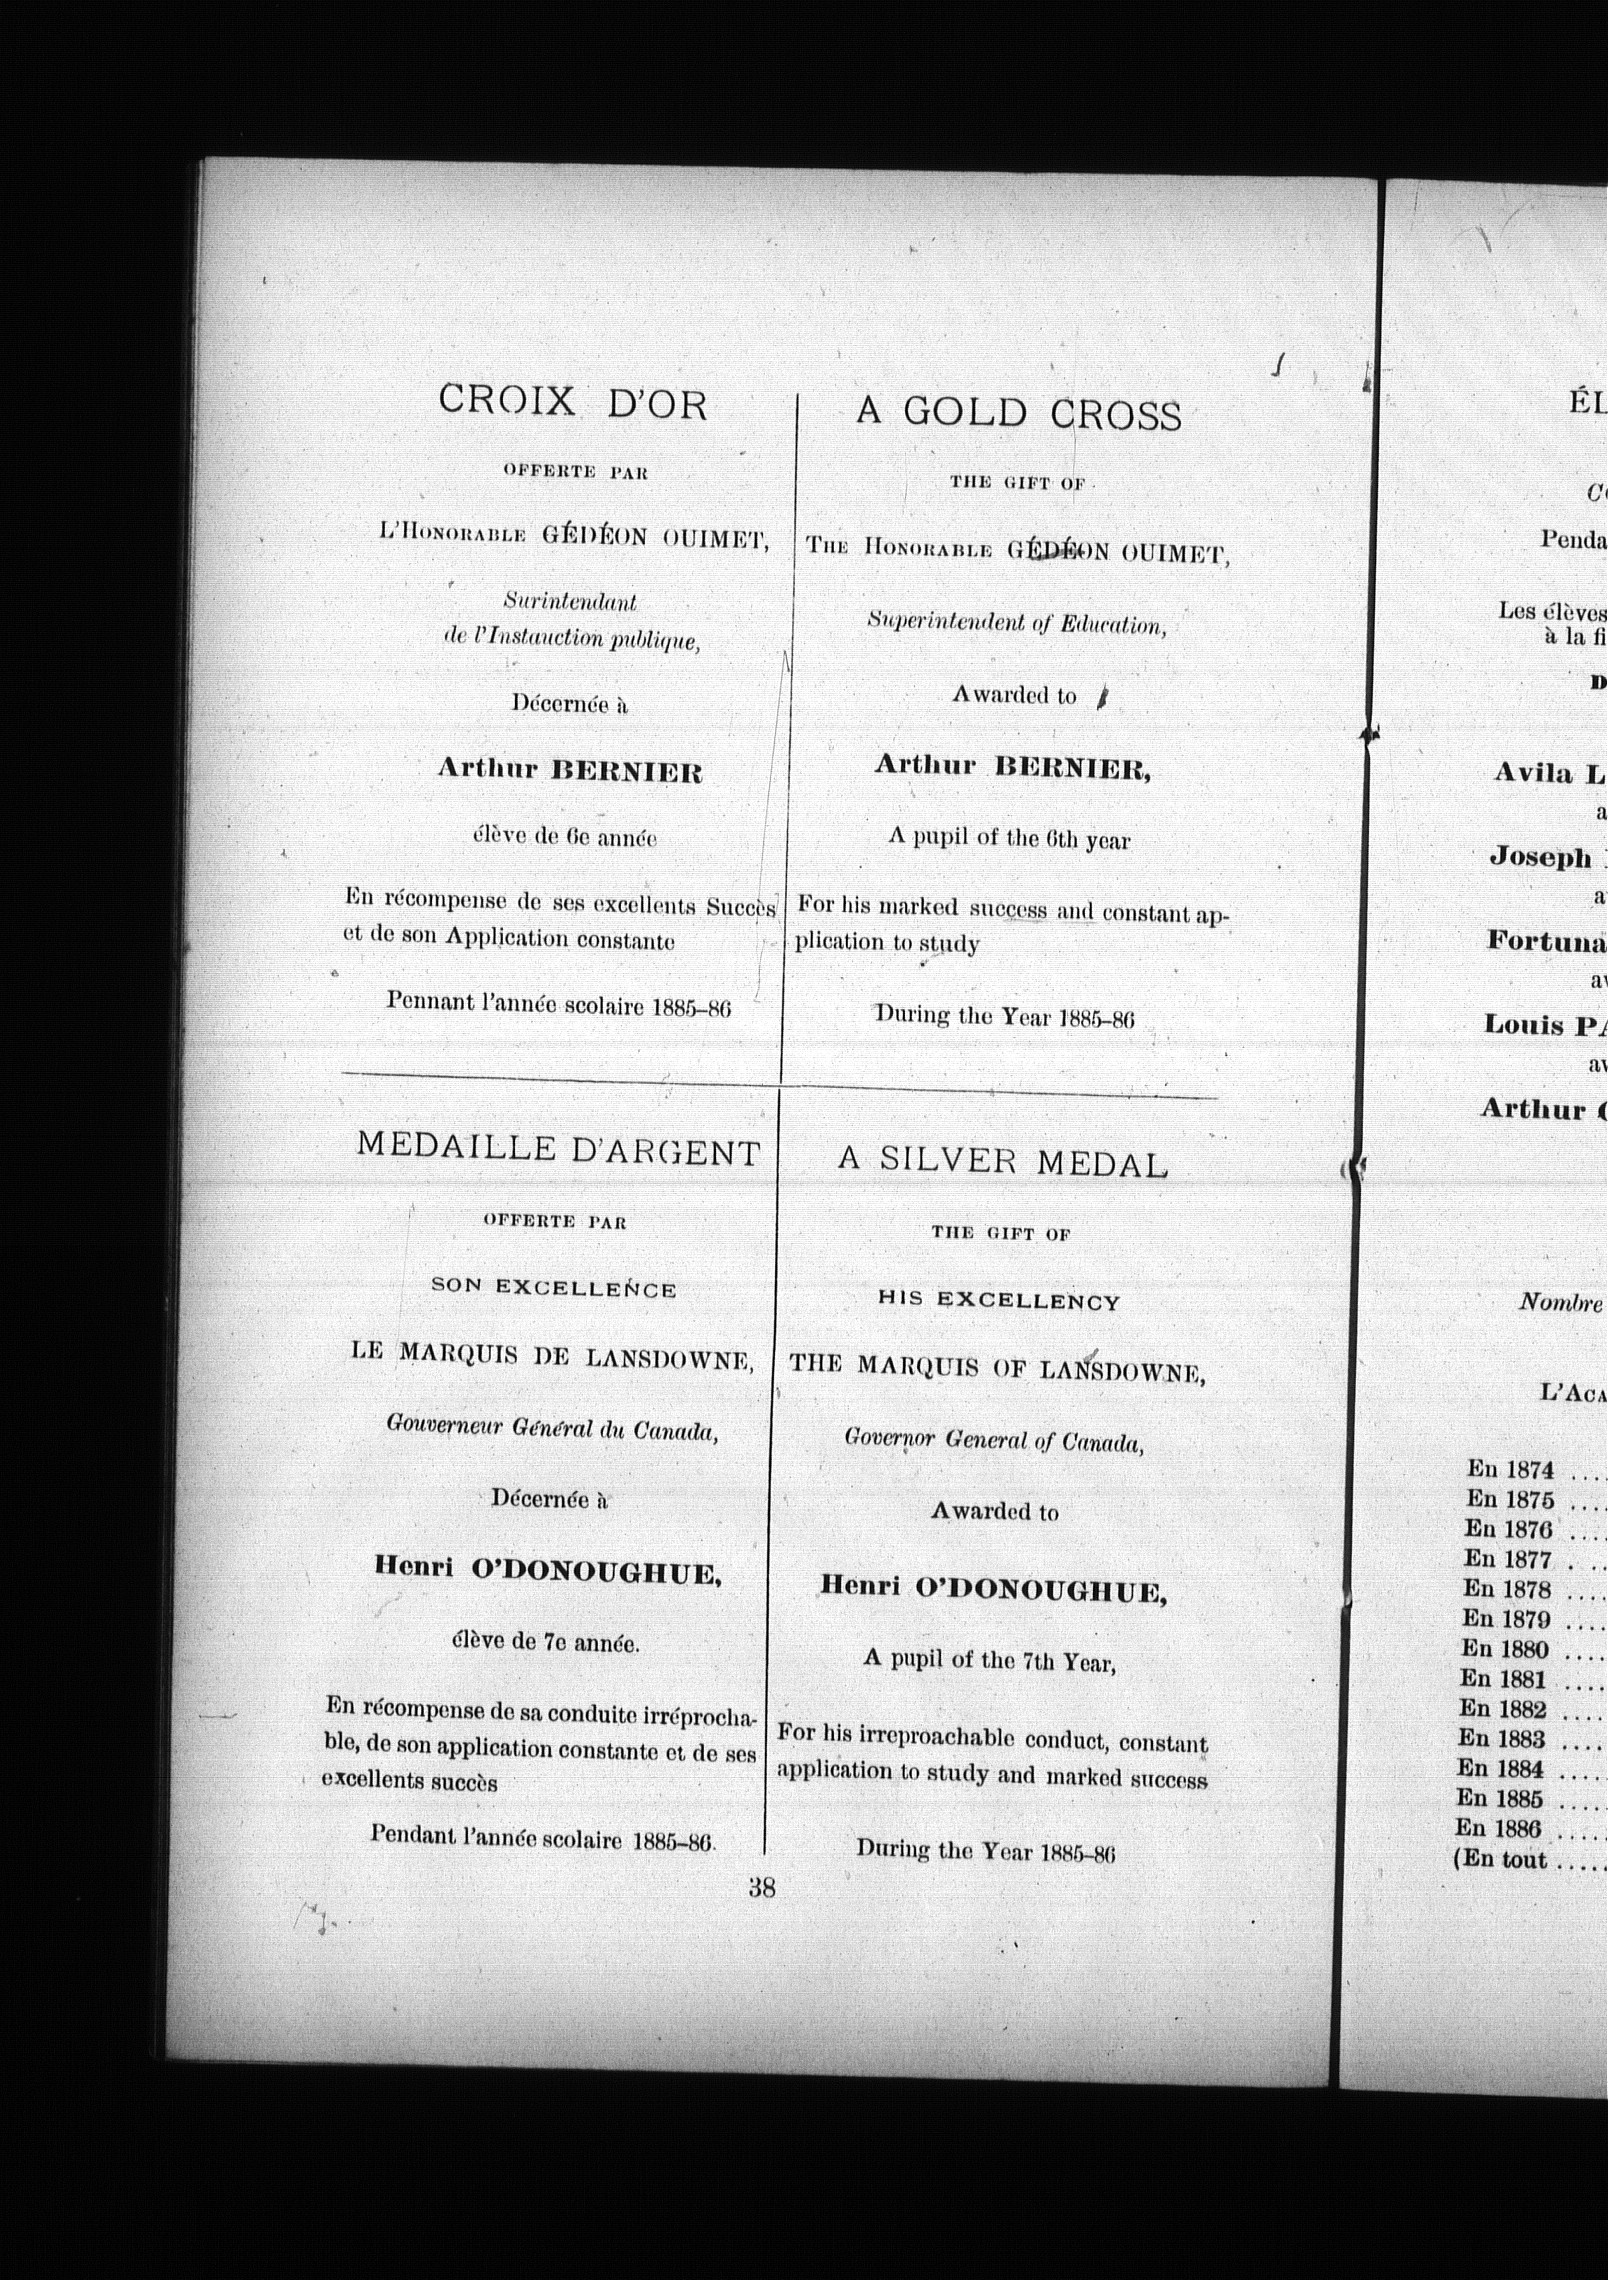 CROIX D'OR
OFFERTE PAR
L'HONORABLE GÉDÉON OUIMET,
Surintendant
de l'Instauction publique,
Décernée à
Arthur BERNIER
élève de 6e année
En récompense de ses excellents Succès
et de son Application constante
Pennant l'année scolaire 1885–86
A GOLD CROSS
THE GIFT OF
THE HONORABLE GÉDÉON OUIMET,
Superintendent of Education,
Awarded to
Arthur BERNIER,
A pupil of the 6th year
For his marked success and constant ap-
plication to study
During the Year 1885–86
MEDAILLE D'ARGENT
OFFERTE PAR
SON EXCELLENCE
LE MARQUIS DE LANSDOWNE,
Gouverneur Général du Canada,
Décernée à
Henri O'DONOUGHUE,
élève de 7e année.
En récompense de sa conduite irréprocha-
ble, de son application constante et de ses
excellents succès
Pendant l'année scolaire 1885–86.
A SILVER MEDAL
THE GIFT OF
HIS EXCELLENCY
THE MARQUIS OF LANSDOWNE,
Governor General of Canada,
Awarded to
Henri O'DONOUGHUE,
A pupil of the 7th Year,
For his irreproachable conduct, constant
application to study and marked success
During the Year 1885–86
38
ÉL
Penda
Les élèves
à la fi
D
Avila L
a
Joseph
a
Fortuna
av
Louis PA
av
Arthur
Nombre
L'ACA
En 1874 ....
En 1875 ....
En 1876 ....
En 1877 . ..
En 1878 ....
En 1879 ....
En 1880 ....
En 1881 ....
En 1882 ....
En 1883 ....
En 1884 .....
En 1885 .....
En 1886 .....
(En tout .....